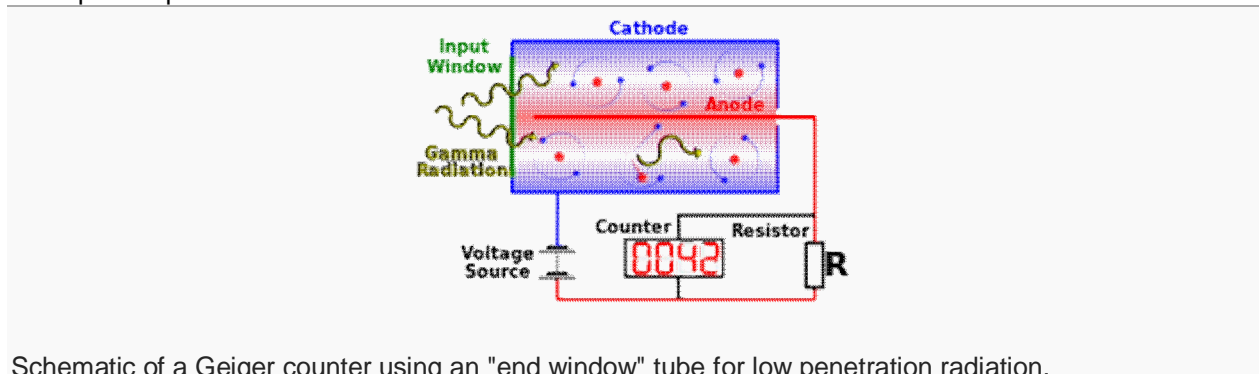 Cathode
Input
Window
Anode
Gamma
Radiation
Counter
Resistor
Voltage
Source
0042
R
Schematic of a Geiger counter using an "end window" tube for low penetration radiation.